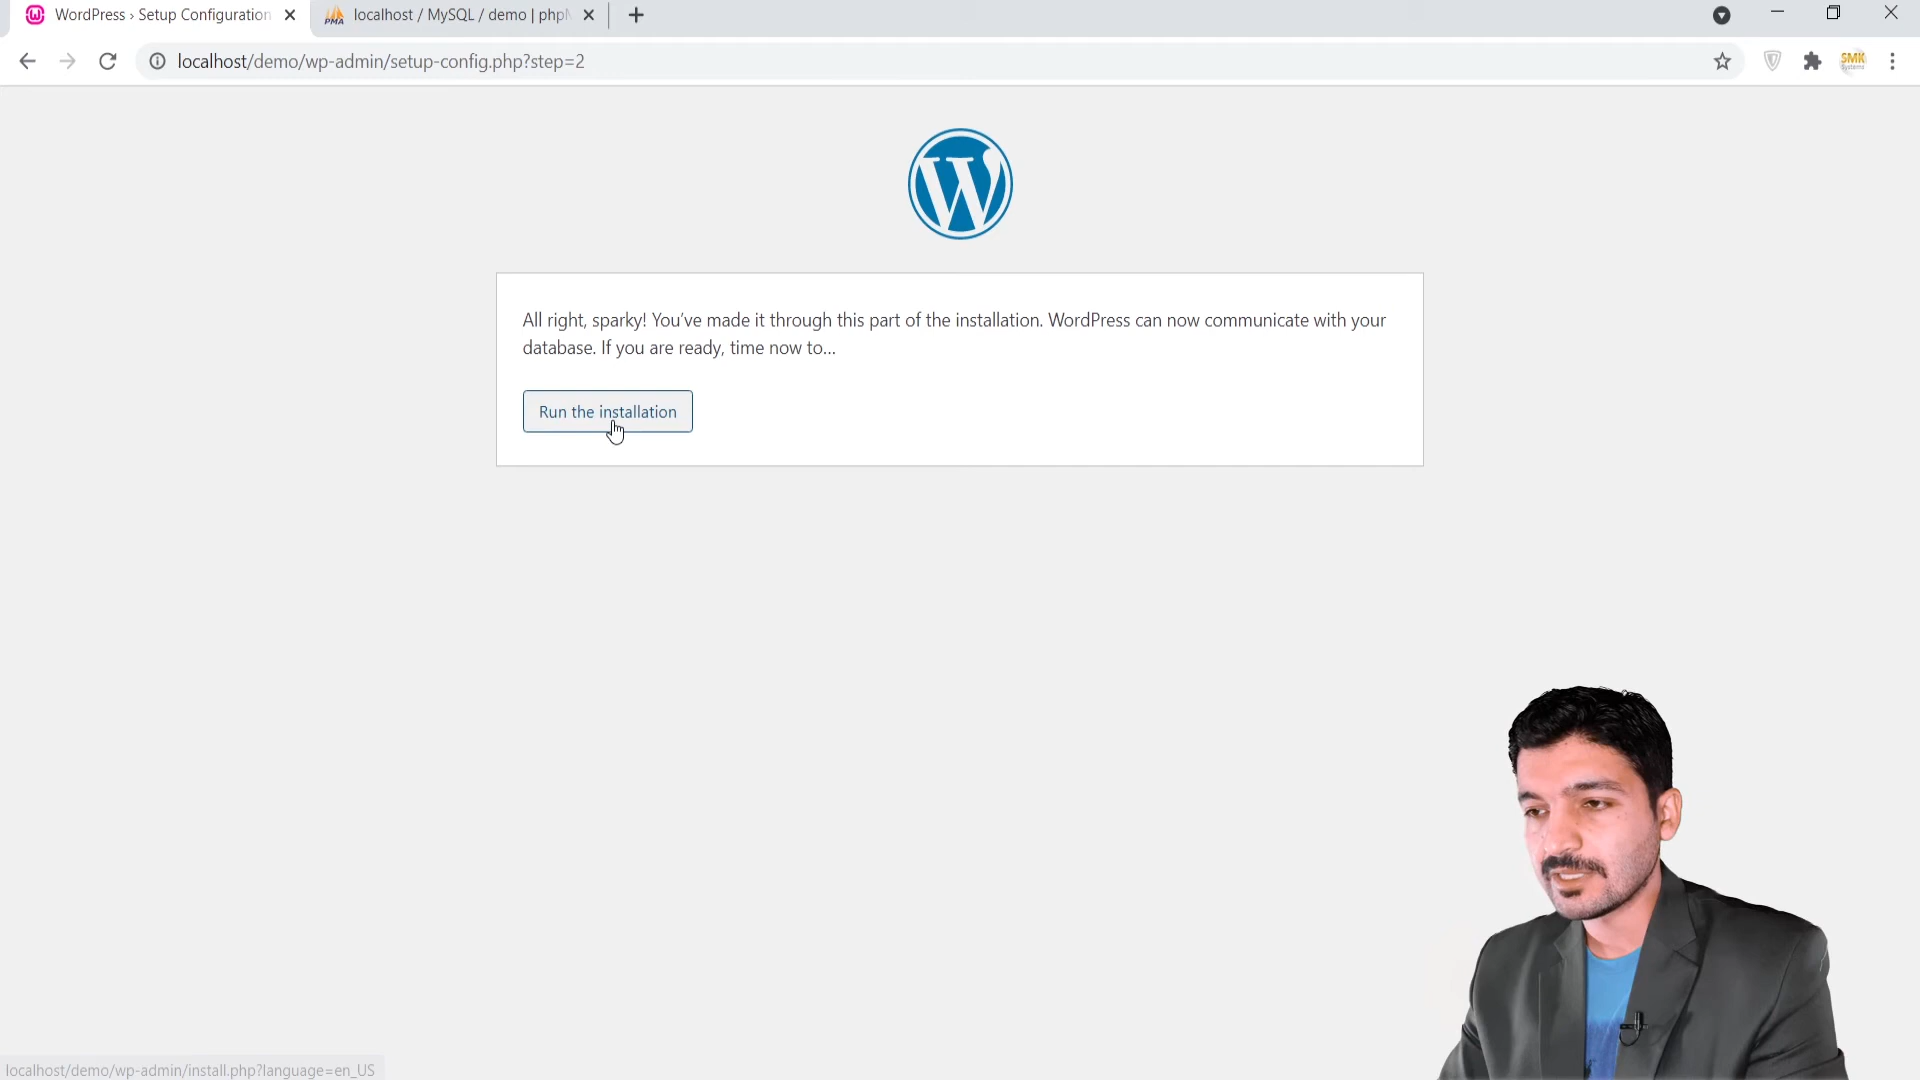 WordPress › Setup Configuration
localhost / MySQL / demo | php
localhost/demo/wp-admin/setup-config.php?step=2
SMK
Systems
All right, sparky! You’ve made it through this part of the installation. WordPress can now communicate with your
database. If you are ready, time now to…
Run the installation
localhost/demo/wp-admin/install.php?language=en_US